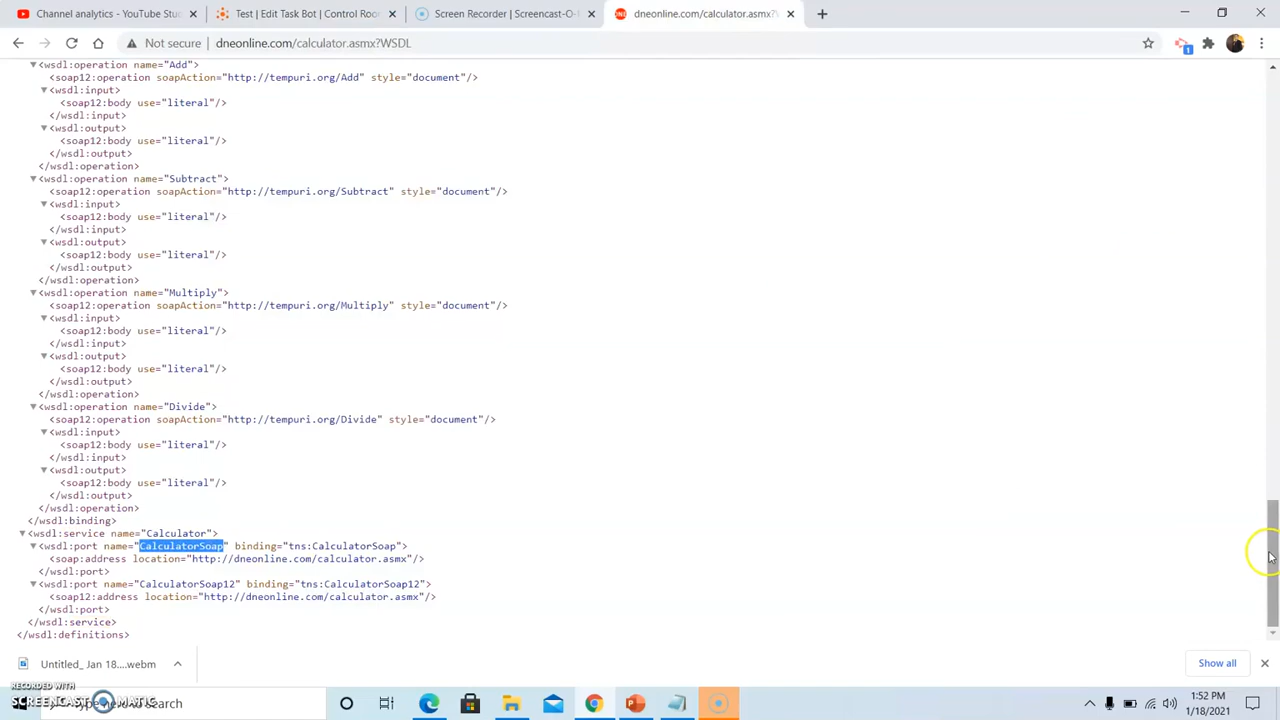 Channel analytics - YouTube Stu
Test | Edit Task Bot | Control Roo
Screen Recorder | Screencast-O-
dneonline.com/calculator.asmx?W
Not secure | dneonline.com/calculator.asmx?WSDL
1
▼<wsdl:operation name="Add">
<soap12:operation soapAction="http://tempuri.org/Add" style="document"/>
▼<wsdl:input>
<soap12:body use="literal"/>
</wsdl:input>
▼<wsdl:output>
<soap12:body use="literal"/>
</wsdl:output>
</wsdl:operation>
▼<wsdl:operation name="Subtract">
<soap12:operation soapAction="http://tempuri.org/Subtract" style="document"/>
▼<wsdl:input>
<soap12:body use="literal"/>
</wsdl:input>
▼<wsdl:output>
<soap12:body use="literal"/>
</wsdl:output>
</wsdl:operation>
▼<wsdl:operation name="Multiply">
<soap12:operation soapAction="http://tempuri.org/Multiply" style="document"/>
▼<wsdl:input>
<soap12:body use="literal"/>
</wsdl:input>
▼<wsdl:output>
<soap12:body use="literal"/>
</wsdl:output>
</wsdl:operation>
▼<wsdl:operation name="Divide">
<soap12:operation soapAction="http://tempuri.org/Divide" style="document"/>
▼<wsdl:input>
<soap12:body use="literal"/>
</wsdl:input>
▼<wsdl:output>
<soap12:body use="literal"/>
</wsdl:output>
</wsdl:operation>
</wsdl:binding>
▼<wsdl:service name="Calculator">
▼<wsdl:port name="CalculatorSoap" binding="tns:CalculatorSoap">
<soap:address location="http://dneonline.com/calculator.asmx"/>
</wsdl:port>
▼<wsdl:port name="CalculatorSoap12" binding="tns:CalculatorSoap12">
<soap12:address location="http://dneonline.com/calculator.asmx"/>
</wsdl:port>
</wsdl:service>
</wsdl:definitions>
Untitled_ Jan 18....webm
Show all
RECORDED WITH
SCREENCAST MATIC
here to search
1:52 PM
1/18/2021